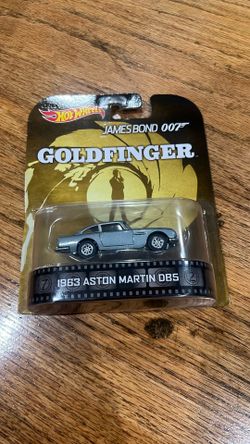 Hot Wheels
JAMES BOND 007
GOLDFINGER
1963 ASTON MARTIN DB5